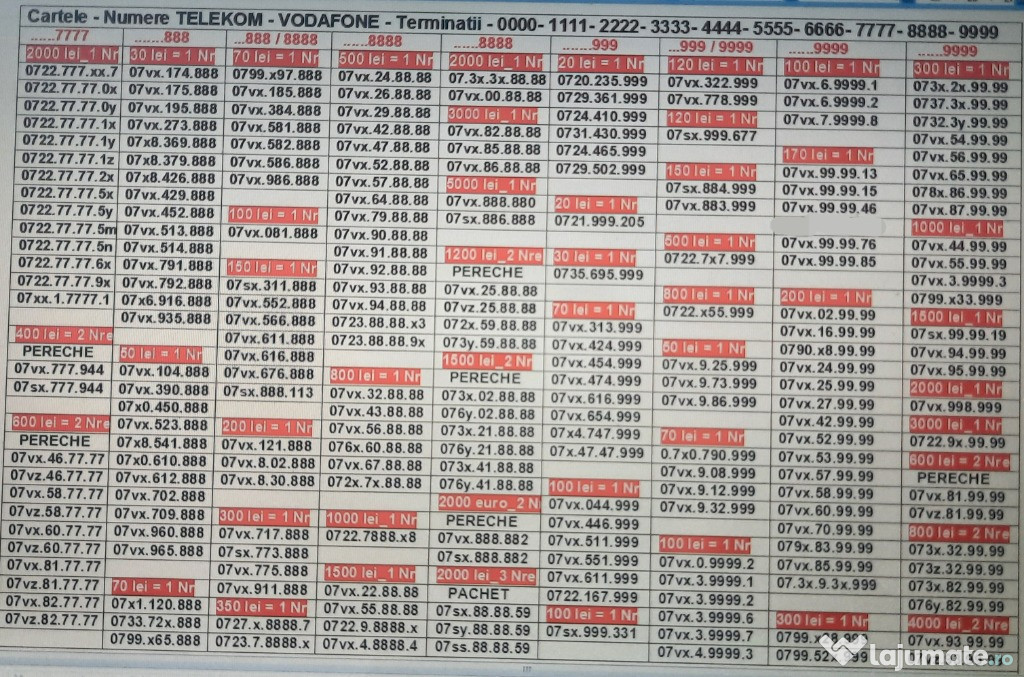 Cartele - Numere TELEKOM - VODAFONE - Terminatii - 0000- 1111- 2222- 3333- 4444- 5555- 6666- 7777- 8888- 9999
......7777
2000 lei_1 Nr
0722.777.xx.7
0722.77.77.0x
0722.77.77.0y
0722.77.77.1x
0722.77.77.1y
0722.77.77.1z
0722.77.77.2x
0722.77.77.5x
0722.77.77.5y
0722.77.77.5m
0722.77.77.5n
0722.77.77.6x
0722.77.77.9x
07xx.1.7777.1
400 lei = 2 Nre
PERECHE
07vx.777.944
07sx.777.944
600 lei = 2 Nre
PERECHE
07vx.46.77.77
07vz.46.77.77
07vx.58.77.77
07vz.58.77.77
07vx.60.77.77
07vz.60.77.77
07vx.81.77.77
07vz.81.77.77
07vx.82.77.77
07vz.82.77.77
......888
30 lei = 1 Nr
07vx.174.888
07vx.175.888
07vx.195.888
07vx.273.888
07x8.369.888
07x8.379.888
07x8.426.888
07vx.429.888
07vx.452.888
07vx.513.888
07vx.514.888
07vx.791.888
07vx.792.888
07x6.916.888
07vx.935.888
50 lei = 1 Nr
07vx.104.888
07vx.390.888
07x0.450.888
07vx.523.888
07x8.541.888
07x0.610.888
07vx.612.888
07vx.702.888
07vx.709.888
07vx.960.888
07vx.965.888
70 lei = 1 Nr
07x1.120.888
0733.72x.888
0799.x65.888
...888 / 8888
70 lei = 1 Nr
0799.x97.888
07vx.185.888
07vx.384.888
07vx.581.888
07vx.582.888
07vx.586.888
07vx.986.888
100 lei = 1 Nr
07vx.081.888
150 lei = 1 Nr
07sx.311.888
07vx.552.888
07vx.566.888
07vx.611.888
07vx.616.888
07vx.676.888
07sx.888.113
200 lei = 1 Nr
07vx.121.888
07vx.8.02.888
07vx.8.30.888
300 lei = 1 Nr
07vx.717.888
07sx.773.888
07vx.775.888
07vx.911.888
350 lei = 1 Nr
0727.x.8888.7
0723.7.8888.x
......8888
500 lei = 1 Nr
07vx.24.88.88
07vx.26.88.88
07vx.29.88.88
07vx.42.88.88
07vx.47.88.88
07vx.52.88.88
07vx.57.88.88
07vx.64.88.88
07vx.79.88.88
07vx.90.88.88
07vx.91.88.88
07vx.92.88.88
07vx.93.88.88
07vx.94.88.88
0723.88.88.x3
0723.88.88.9x
800 lei = 1 Nr
07vx.32.88.88
07vx.43.88.88
07vx.56.88.88
076x.60.88.88
07vx.67.88.88
072x.7x.88.88
1000 lei_1 Nr
0722.7888.x8
1500 lei_1 Nr
07vx.22.88.88
07vx.55.88.88
0722.9.8888.x
07vx.4.8888.4
......8888
2000 lei_1 Nr
07.3x.3x.88.88
07vx.00.88.88
3000 lei_1 Nr
07vx.82.88.88
07vx.85.88.88
07vx.86.88.88
5000 lei_1 Nr
07vx.888.880
07sx.886.888
1200 lei_2 Nre
PERECHE
07vx.25.88.88
07vz.25.88.88
072x.59.88.88
073y.59.88.88
1500 lei_2 Nr
PERECHE
073x.02.88.88
076y.02.88.88
073x.21.88.88
076y.21.88.88
073x.41.88.88
076y.41.88.88
2000 euro_2 N
PERECHE
07vx.888.882
07sx.888.882
2000 lei_3 Nre
PACHET
07sx.88.88.59
07sy.88.88.59
07ss.88.88.59
.......999
20 lei = 1 Nr
0720.235.999
0729.361.999
0724.410.999
0731.430.999
0724.465.999
0729.502.999
20 lei = 1 Nr
0721.999.205
30 lei = 1 Nr
0735.695.999
70 lei = 1 Nr
07vx.313.999
07vx.424.999
07vx.454.999
07vx.474.999
07vx.616.999
07vx.654.999
07x4.747.999
07x.47.47.999
100 lei = 1 Nr
07vx.044.999
07vx.446.999
07vx.511.999
07vx.551.999
07vx.611.999
0722.167.999
100 lei = 1 Nr
07sx.999.331
...999 / 9999
120 lei = 1 Nr
07vx.322.999
07vx.778.999
120 lei = 1 Nr
07sx.999.677
150 lei = 1 Nr
07sx.884.999
07vx.883.999
500 lei = 1 Nr
0722.7x7.999
800 lei = 1 Nr
0722.x55.999
50 lei = 1 Nr
07vx.9.25.999
07vx.9.73.999
07vx.9.86.999
70 lei = 1 Nr
0.7x0.790.999
07vx.9.08.999
07vx.9.12.999
07vx.9.32.999
100 lei = 1 Nr
07vx.0.9999.2
07vx.3.9999.1
07vx.3.9999.2
07vx.3.9999.6
07vx.3.9999.7
07vx.4.9999.3
......9999
100 lei = 1 Nr
07vx.6.9999.1
07vx.6.9999.2
07vx.7.9999.8
170 lei = 1 Nr
07vx.99.99.13
07vx.99.99.15
07vx.99.99.46
07vx.99.99.76
07vx.99.99.85
200 lei = 1 Nr
07vx.02.99.99
07vx.16.99.99
0790.x8.99.99
07vx.24.99.99
07vx.25.99.99
07vx.27.99.99
07vx.42.99.99
07vx.52.99.99
07vx.53.99.99
07vx.57.99.99
07vx.58.99.99
07vx.60.99.99
07vx.70.99.99
079x.83.99.99
07vx.85.99.99
07.3x.9.3x.999
300 lei = 1 Nr
......9999
300 lei = 1 Nr
073x.2x.99.99
0737.3x.99.99
0732.3y.99.99
07vx.54.99.99
07vx.56.99.99
07vx.65.99.99
078x.86.99.99
07vx.87.99.99
1000 lei_1 Nr
07vx.44.99.99
07vx.55.99.99
07vx.3.9999.3
0799.x33.999
1500 lei_1 Nr
07sx.99.99.19
07vx.94.99.99
07vx.95.99.99
2000 lei_1 Nr
07vx.998.999
3000 lei_1 Nr
0722.9x.99.99
600 lei = 2 Nre
PERECHE
07vx.81.99.99
07vz.81.99.99
800 lei = 2 Nre
073x.32.99.99
073z.32.99.99
073x.82.99.99
076y.82.99.99
4000 lei_2 Nre
07vx.93.99.99
lajumate.ro